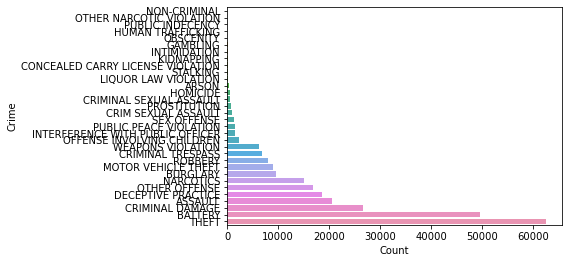 NON-CRIMINAL
OTHER NARCOTIC VIOLATION
PUBLIC INDECENCY
HUMAN TRAFFICKING
OBSCENITY
GAMBLING
INTIMIDATION
KIDNAPPING
CONCEALED CARRY LICENSE VIOLATION
STALKING
LIQUOR LAW VIOLATION
ARSON
HOMICIDE
CRIMINAL SEXUAL ASSAULT
PROSTITUTION
CRIM SEXUAL ASSAULT
SEX OFFENSE
PUBLIC PEACE VIOLATION
INTERFERENCE WITH PUBLIC OFFICER
OFFENSE INVOLVING CHILDREN
WEAPONS VIOLATION
CRIMINAL TRESPASS
ROBBERY
MOTOR VEHICLE THEFT
BURGLARY
NARCOTICS
OTHER OFFENSE
DECEPTIVE PRACTICE
ASSAULT
CRIMINAL DAMAGE
BATTERY
THEFT
Crime
0 10000 20000 30000 40000 50000 60000
Count